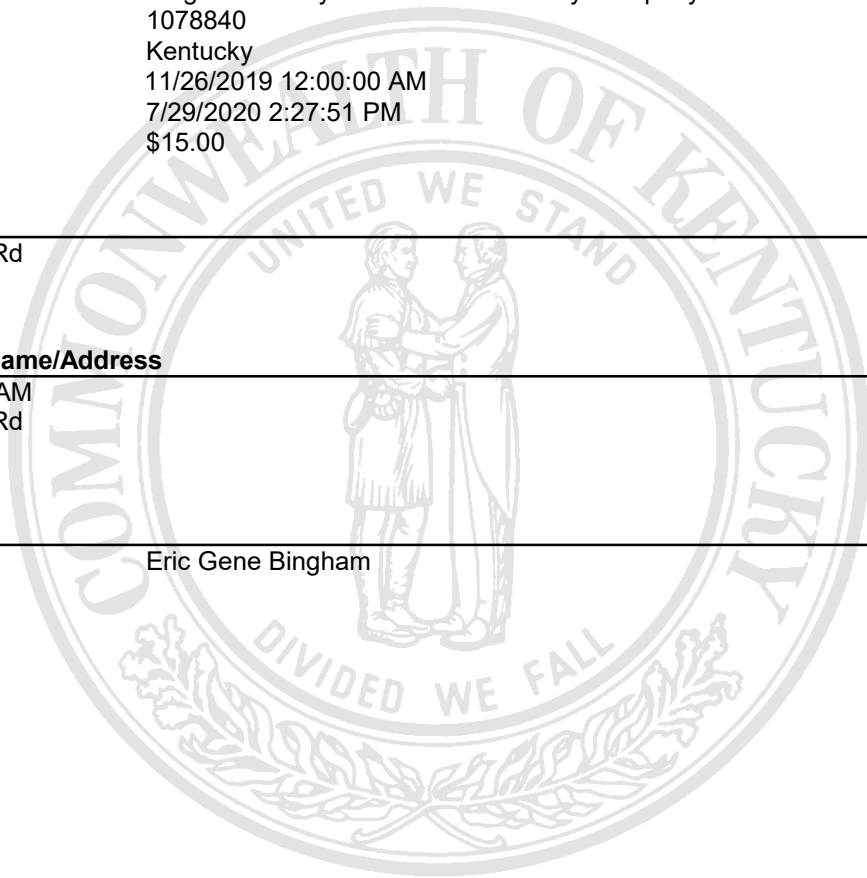 1078840
Kentucky
11/26/2019 12:00:00 AM
7/29/2020 2:27:51 PM
$15.00
Rd
ame/Address
AM
Rd
Eric Gene Bingham
COMMONWEALTH OF KENTUCKY
UNITED WE STAND
DIVIDED WE FALL